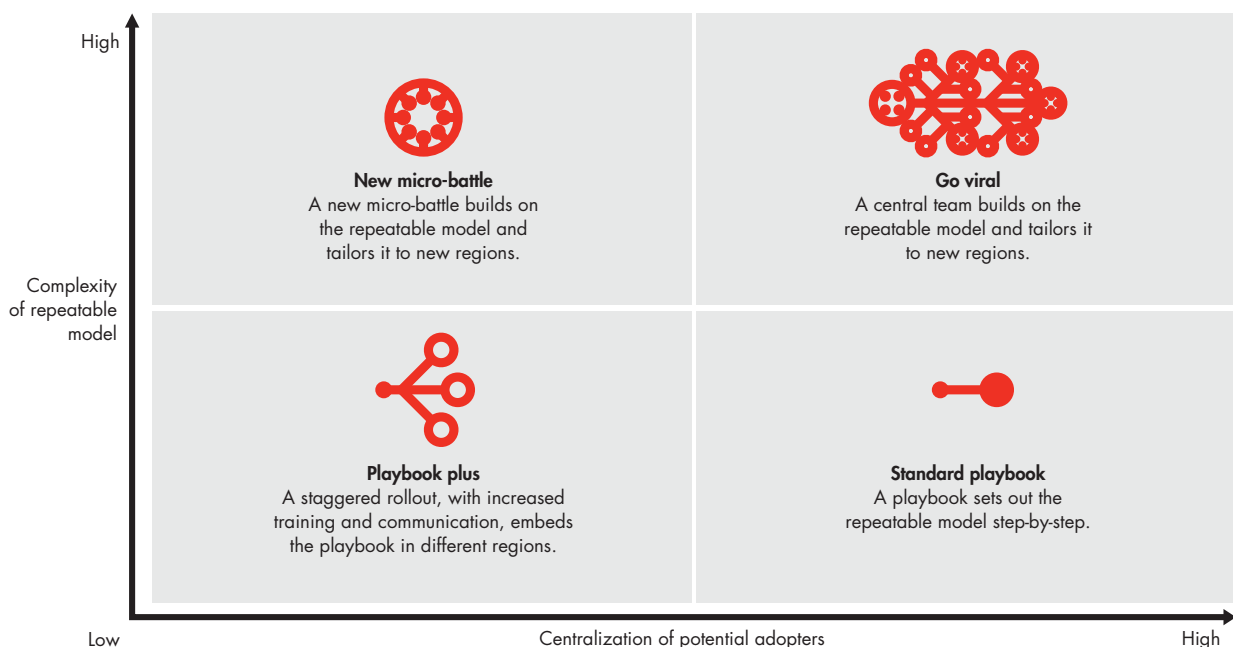 High
New micro-battle
A new micro-battle builds on
the repeatable model and
tailors it to new regions.
Go viral
A central team builds on the
repeatable model and tailors it
to new regions.
Complexity
of repeatable
model
Playbook plus
A staggered rollout, with increased
training and communication, embeds
the playbook in different regions.
Standard playbook
A playbook sets out the
repeatable model step-by-step.
Low
Centralization of potential adopters
High